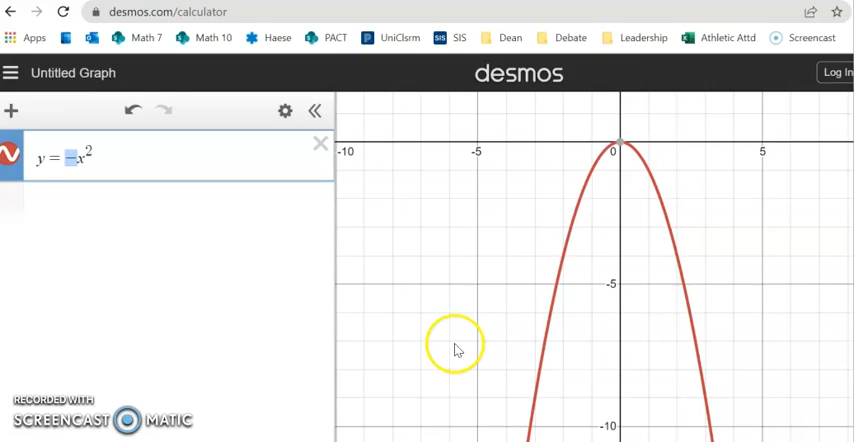 desmos.com/calculator
Apps Math 7 Math 10 Haese PACT UniClsrm SIS SIS Dean Debate Leadership Athletic Attd Screencast
Untitled Graph desmos Log In
y = −x²
-10 -5 0 5
-5
-10
RECORDED WITH
SCREENCAST MATIC